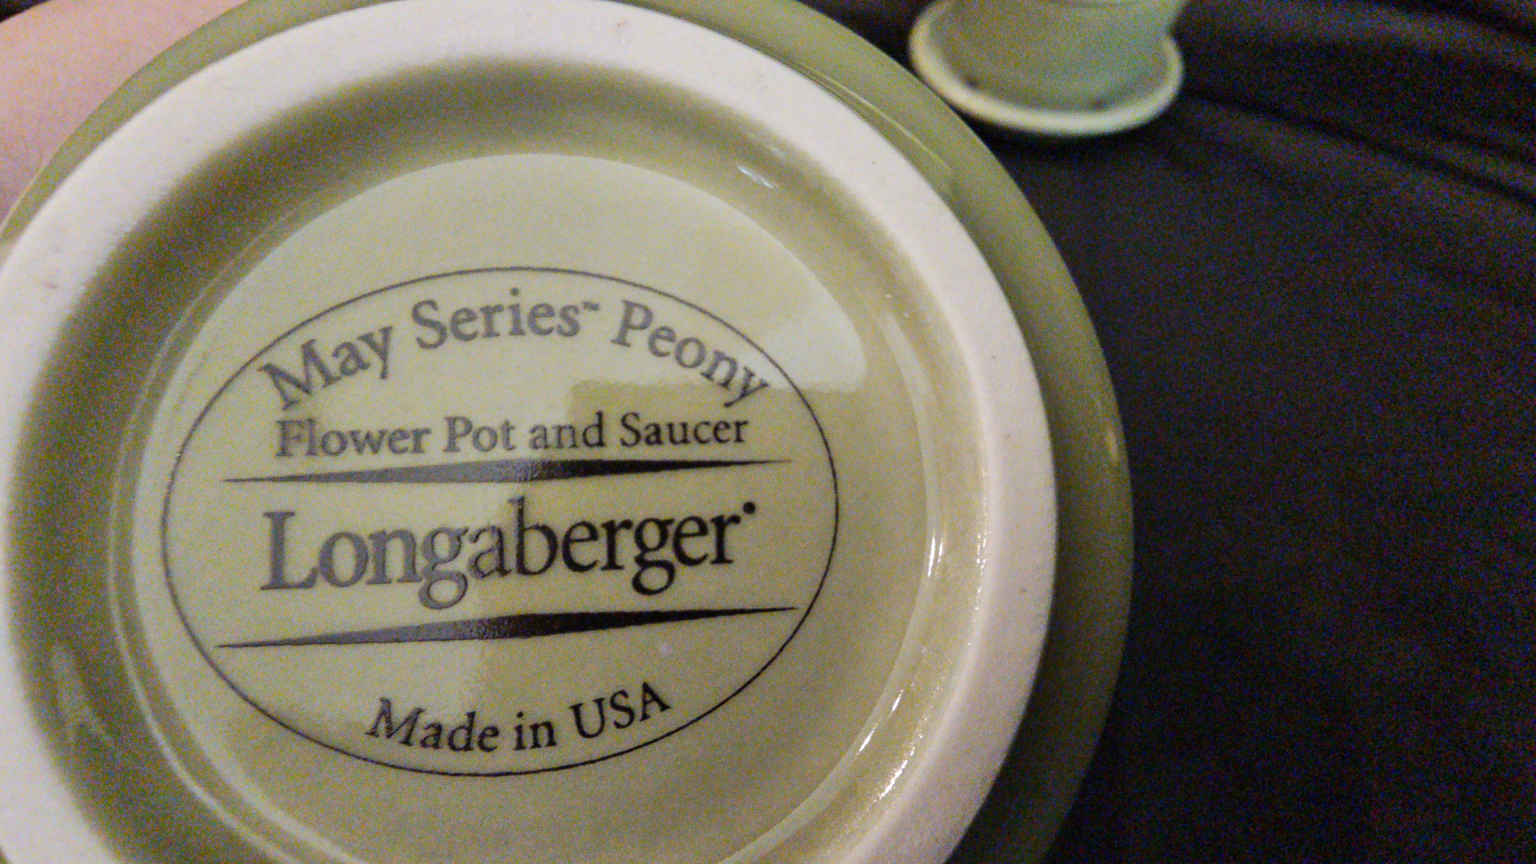 May Series™ Peony
Flower Pot and Saucer
Longaberger®
Made in USA